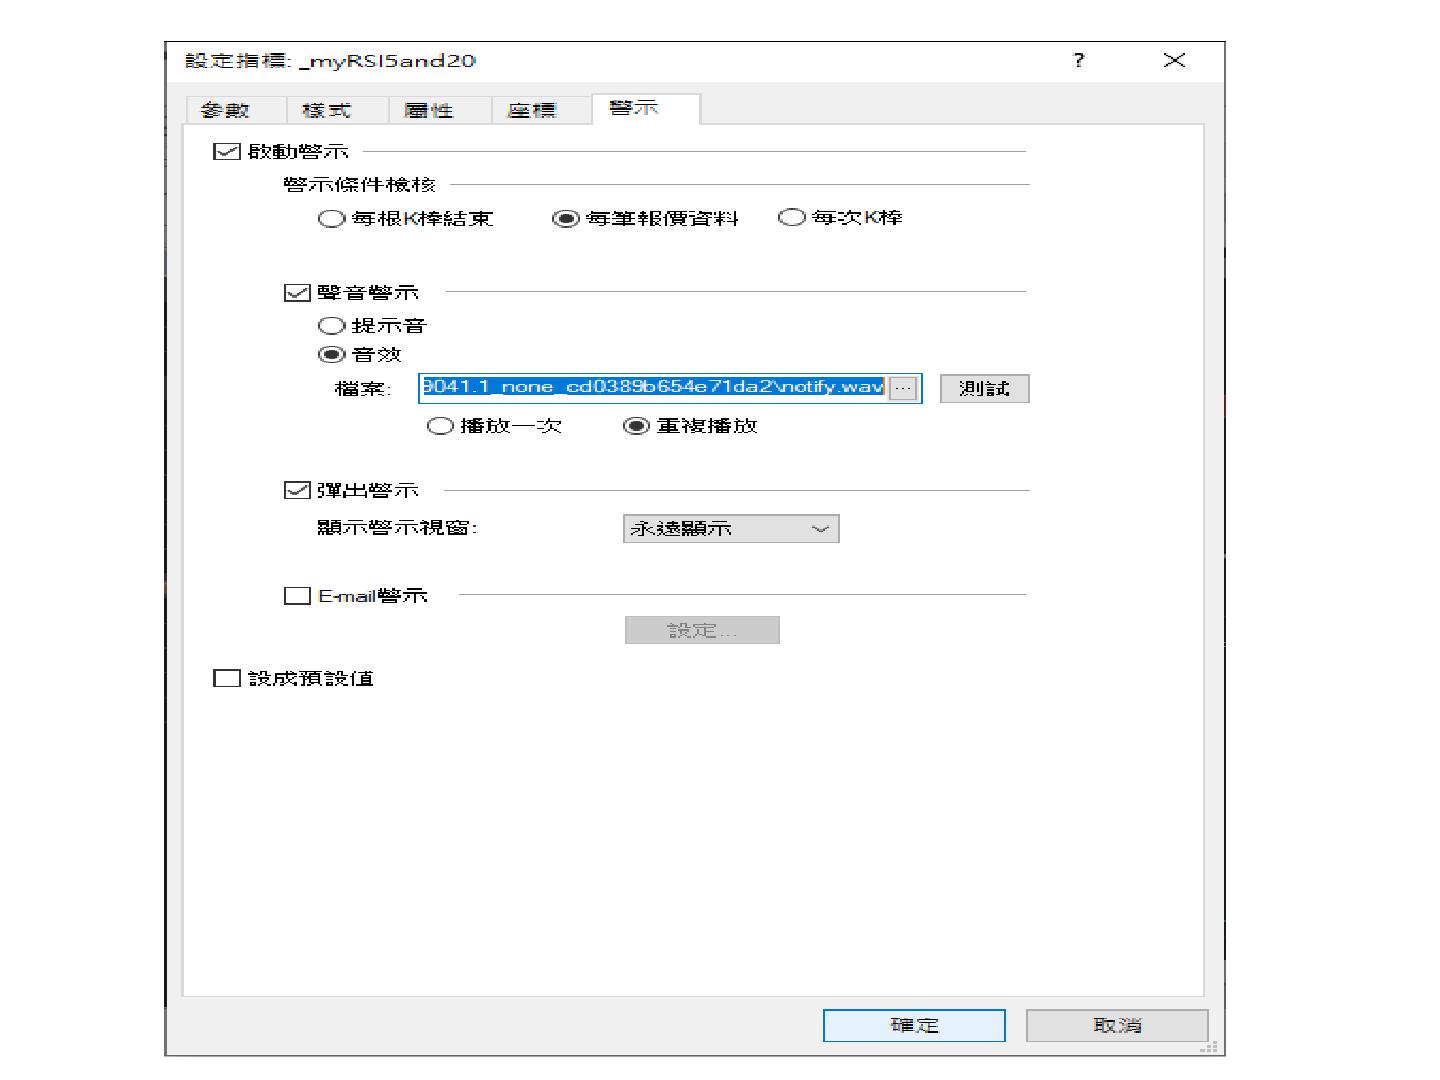 設定指標: _myRSI5and20 ?
參數 樣式 屬性 座標 警示
啟動警示
警示條件檢核
每根K棒結束 每筆報價資料 每次K棒
聲音警示
提示音
音效
檔案: 9041.1_none_cd0389b654e71da2\notify.wav ... 測試
播放一次 重複播放
彈出警示
顯示警示視窗: 永遠顯示
E-mail警示
設定...
設成預設值
確定 取消